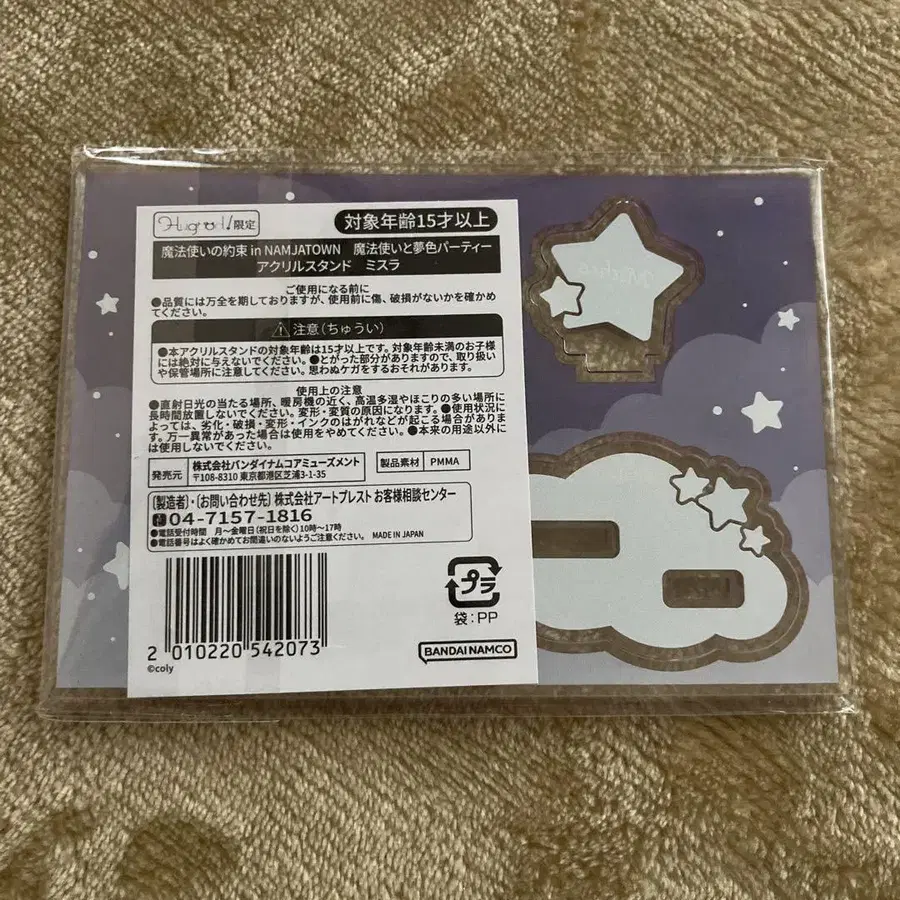 Hugood!限定
対象年齢15才以上
魔法使いの約束 in NAMJATOWN 魔法使いと夢色パーティー
アクリルスタンド ミスラ
ご使用になる前に
●品質には万全を期しておりますが、使用前に傷、破損がないかを確かめ
てください。
⚠注意(ちゅうい)
●本アクリルスタンドの対象年齢は15才以上です。対象年齢未満のお子様
には絶対に与えないでください。●とがった部分がありますので、取り扱い
や保管場所に注意してください。思わぬケガをするおそれがあります。
使用上の注意
●直射日光の当たる場所、暖房機の近く、高温多湿やほこりの多い場所に
長時間放置しないでください。変形・変質の原因になります。●使用状況に
よっては、劣化・破損・変形・インクのはがれなどが起こる場合がありま
す。万一異常があった場合は使用をやめてください。●本来の用途以外に
は使用しないでください。
発売元 株式会社バンダイナムコアミューズメント
〒108-8310 東京都港区芝浦3-1-35
製品素材 PMMA
〔製造者〕・〔お問い合わせ先〕株式会社アートプレスト お客様相談センター
04-7157-1816
●電話受付時間 月〜金曜日(祝日を除く)10時〜17時
●電話番号はよく確かめてお間違いのないようご注意ください。 MADE IN JAPAN
プラ
袋:PP
2 010220 542073
©coly
BANDAI NAMCO